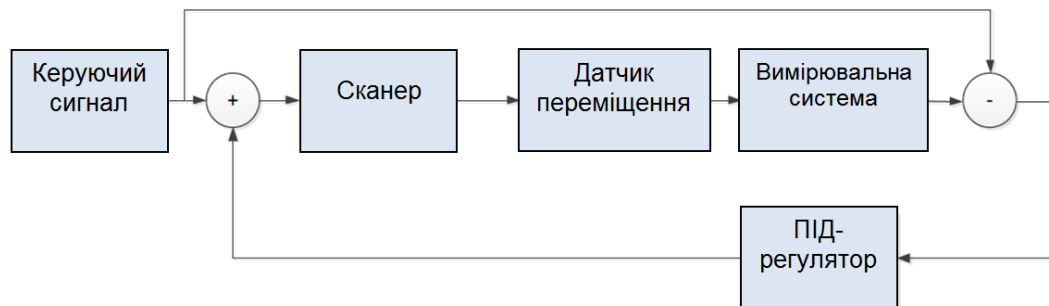 Керуючий
сигнал
+
Сканер
Датчик
переміщення
Вимірювальна
система
-
ПІД-
регулятор